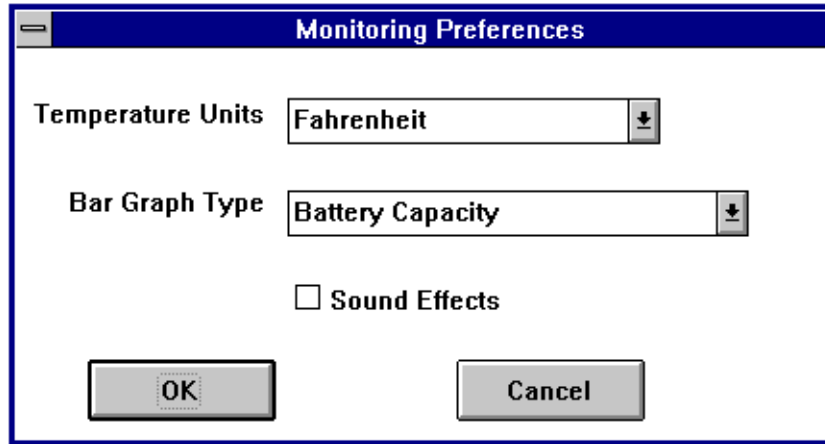 Monitoring Preferences
Temperature Units Fahrenheit
Bar Graph Type Battery Capacity
Sound Effects
OK Cancel